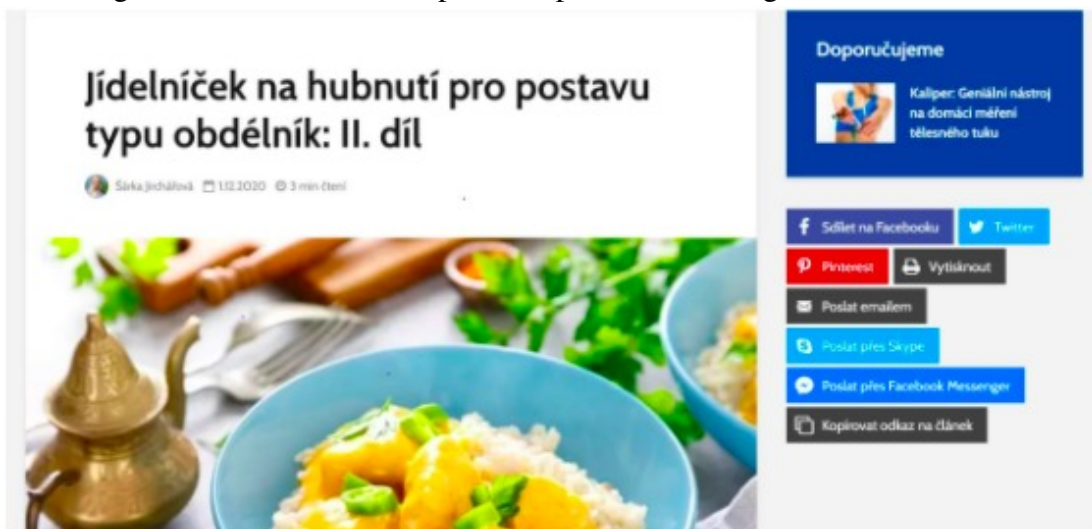 Jídelníček na hubnutí pro postavu
typu obdélník: II. díl
Šárka Jirchářová 1.12.2020 3 min čtení
Doporučujeme
Kaliper: Geniální nástroj
na domácí měření
tělesného tuku
Sdílet na Facebooku Twitter
Pinterest Vytisknout
Poslat emailem
Poslat přes Skype
Poslat přes Facebook Messenger
Kopírovat odkaz na článek